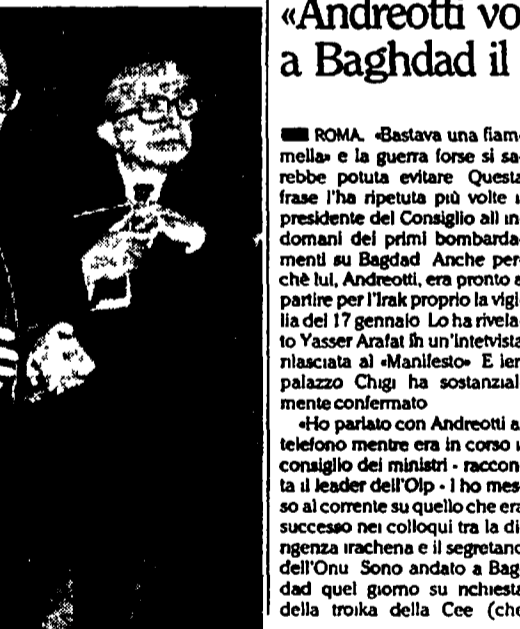 «Andreotti vo
a Baghdad il
ROMA. «Bastava una fiam-
mella» e la guerra forse si sa-
rebbe potuta evitare Questa
frase l'ha ripetuta più volte il
presidente del Consiglio all in-
domani dei primi bombarda-
menti su Bagdad Anche per-
chè lui, Andreotti, era pronto a
partire per l'Irak proprio la vigi-
lia del 17 gennaio Lo ha rivela-
to Yasser Arafat in un'intetvista
rilasciata al «Manifesto» E ieri
palazzo Chigi ha sostanzial-
mente confermato
«Ho parlato con Andreotti al
telefono mentre era in corso il
consiglio dei ministri - raccon-
ta il leader dell'Olp - l ho mes-
so al corrente su quello che era
successo nei colloqui tra la di-
rigenza irachena e il segretario
dell'Onu Sono andato a Bag-
dad quel giorno su richiesta
della troika della Cee (che